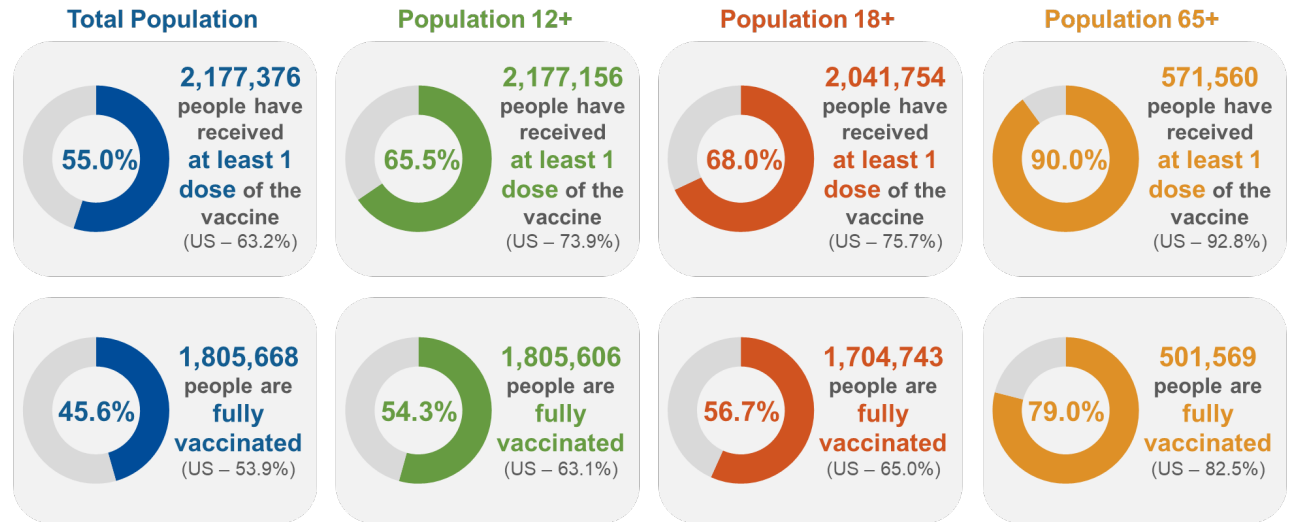 Total Population
Population 12+
Population 18+
Population 65+
55.0%
2,177,376
people have
received
at least 1
dose of the
vaccine
(US – 63.2%)
65.5%
2,177,156
people have
received
at least 1
dose of the
vaccine
(US – 73.9%)
68.0%
2,041,754
people have
received
at least 1
dose of the
vaccine
(US – 75.7%)
90.0%
571,560
people have
received
at least 1
dose of the
vaccine
(US – 92.8%)
45.6%
1,805,668
people are
fully
vaccinated
(US – 53.9%)
54.3%
1,805,606
people are
fully
vaccinated
(US – 63.1%)
56.7%
1,704,743
people are
fully
vaccinated
(US – 65.0%)
79.0%
501,569
people are
fully
vaccinated
(US – 82.5%)